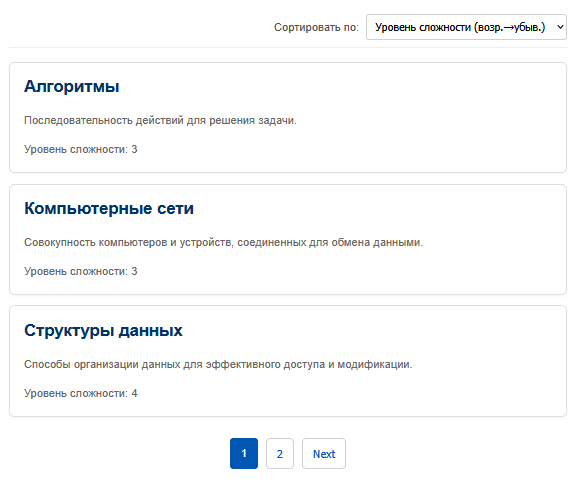 Сортировать по: Уровень сложности (возр.→убыв.)
Алгоритмы
Последовательность действий для решения задачи.
Уровень сложности: 3
Компьютерные сети
Совокупность компьютеров и устройств, соединенных для обмена данными.
Уровень сложности: 3
Структуры данных
Способы организации данных для эффективного доступа и модификации.
Уровень сложности: 4
1 2 Next